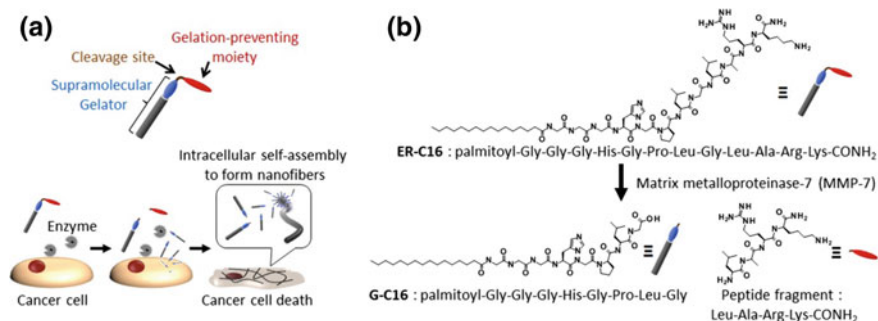 (a)
Cleavage site
Gelation-preventing
moiety
Supramolecular
Gelator
Intracellular self-assembly
to form nanofibers
Enzyme
Cancer cell
Cancer cell death
(b)
ER-C16 : palmitoyl-Gly-Gly-Gly-His-Gly-Pro-Leu-Gly-Leu-Ala-Arg-Lys-CONH₂
Matrix metalloproteinase-7 (MMP-7)
G-C16 : palmitoyl-Gly-Gly-Gly-His-Gly-Pro-Leu-Gly
Peptide fragment :
Leu-Ala-Arg-Lys-CONH₂